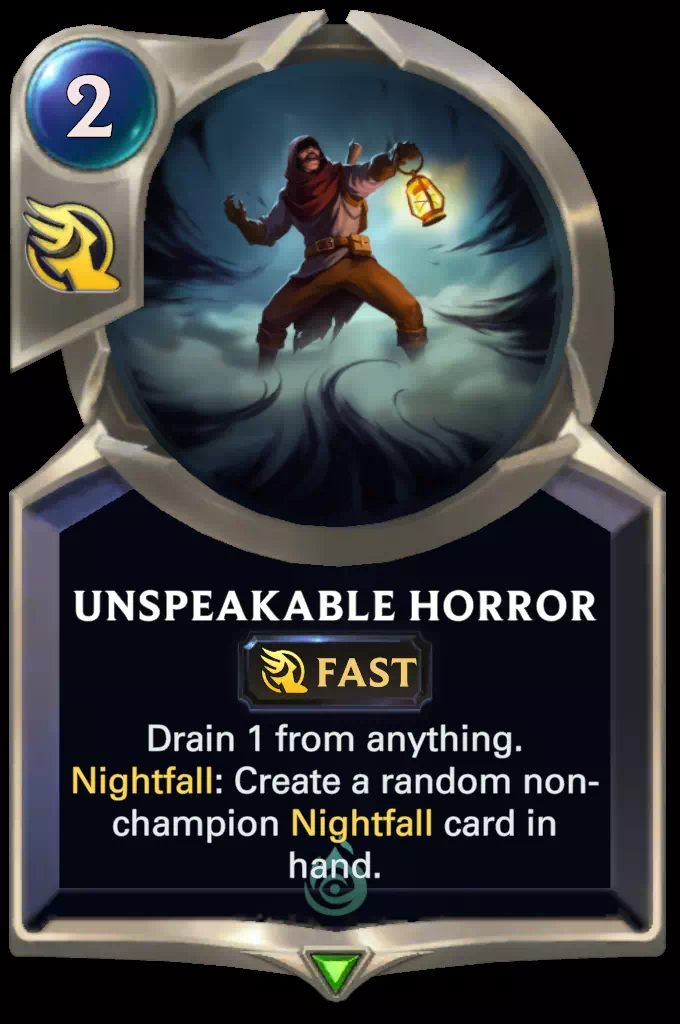 2
UNSPEAKABLE HORROR
FAST
Drain 1 from anything.
Nightfall: Create a random non-
champion Nightfall card in
hand.